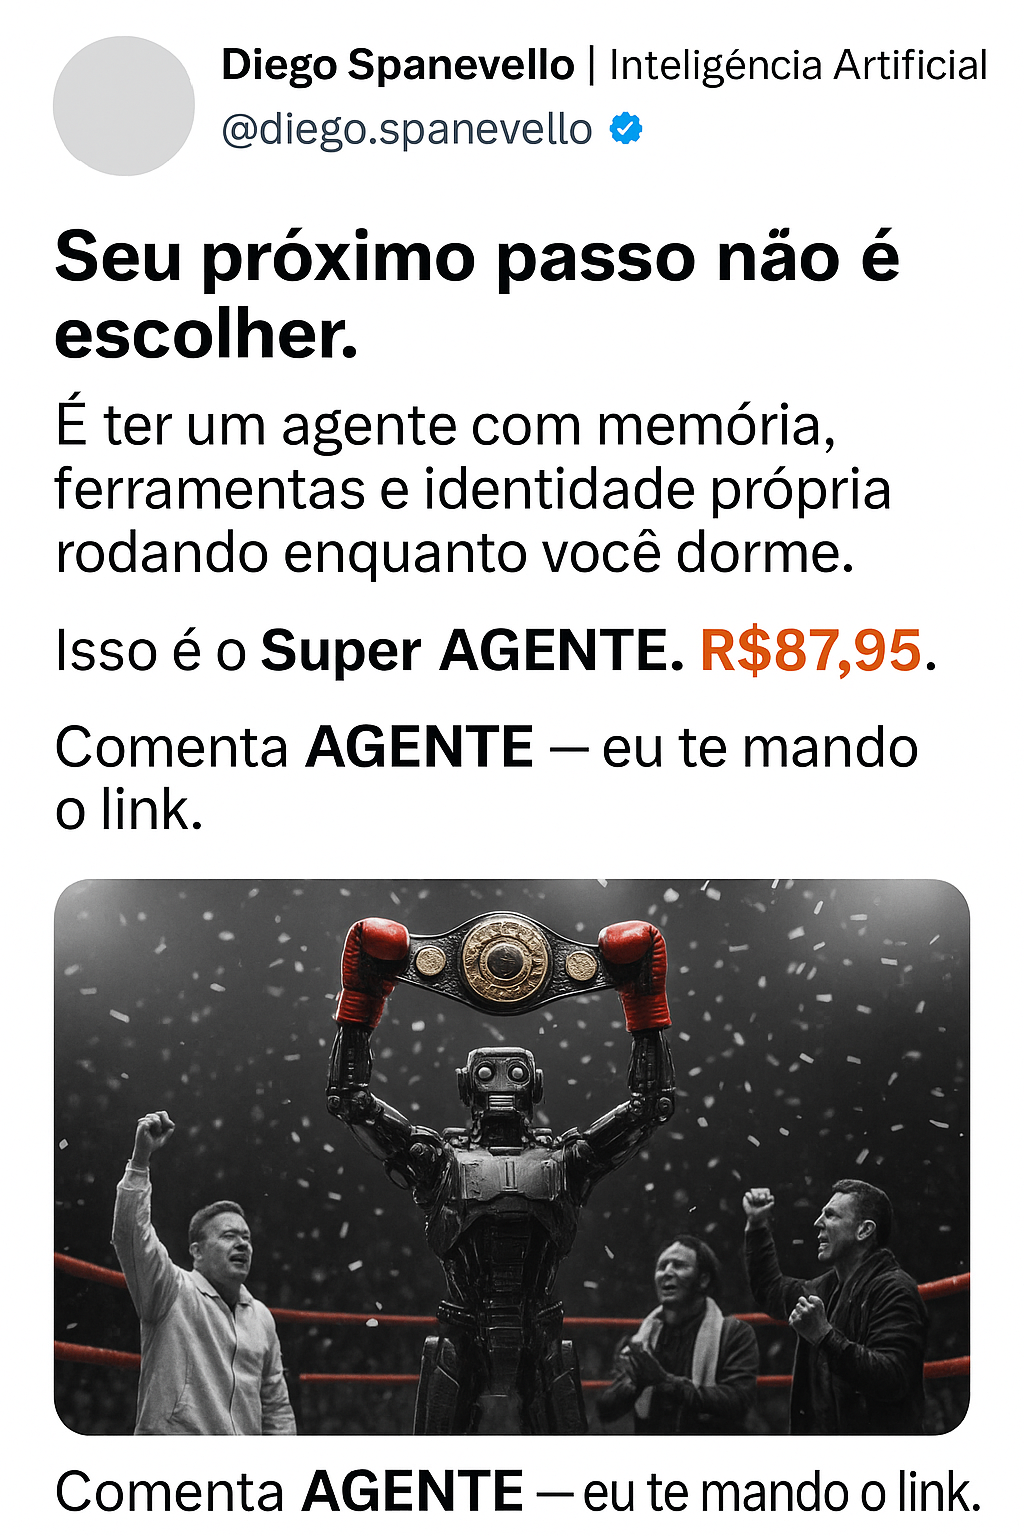 Diego Spanevello | Inteligéncia Artificial
@diego.spanevello
Seu próximo passo näo é
escolher.
É ter um agente com memória,
ferramentas e identidade própria
rodando enquanto você dorme.
Isso é o Super AGENTE. R$87,95.
Comenta AGENTE — eu te mando
o link.
Comenta AGENTE — eu te mando o link.